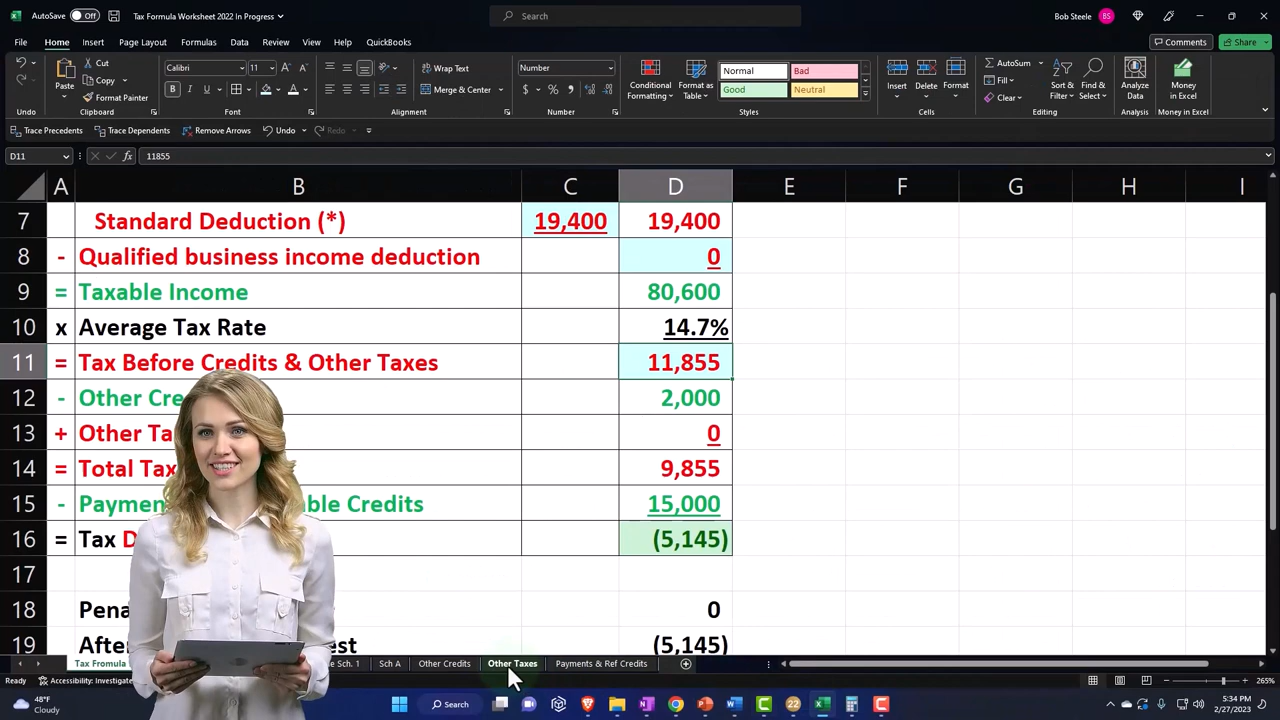 AutoSave Off Tax Formula Worksheet 2022 In Progress Search Bob Steele BS
File Home Insert Page Layout Formulas Data Review View Help QuickBooks Comments Share
Cut Calibri 11 Wrap Text Number Normal Bad AutoSum
Paste Copy Merge & Center Conditional Formatting Format as Table Good Neutral Insert Delete Format Fill Sort & Filter Find & Select Analyze Data Money in Excel
Format Painter Clear
Undo Clipboard Font Alignment Number Styles Cells Editing Analysis Money in Excel
Trace Precedents Trace Dependents Remove Arrows Undo Redo
D11 fx 11855
A B C D E F G H I
7 Standard Deduction (*) 19,400 19,400
8 - Qualified business income deduction 0
9 = Taxable Income 80,600
10 x Average Tax Rate 14.7%
11 = Tax Before Credits & Other Taxes 11,855
12 - Other Cre 2,000
13 + Other Ta 0
14 = Total Tax 9,855
15 - Paymen able Credits 15,000
16 = Tax D (5,145)
17
18 Pena 0
19 After est (5,145)
Tax Fromula e Sch. 1 Sch A Other Credits Other Taxes Payments & Ref Credits
Ready Accessibility: Investigate 265%
48°F
Cloudy
Search 22
5:34 PM
2/27/2023